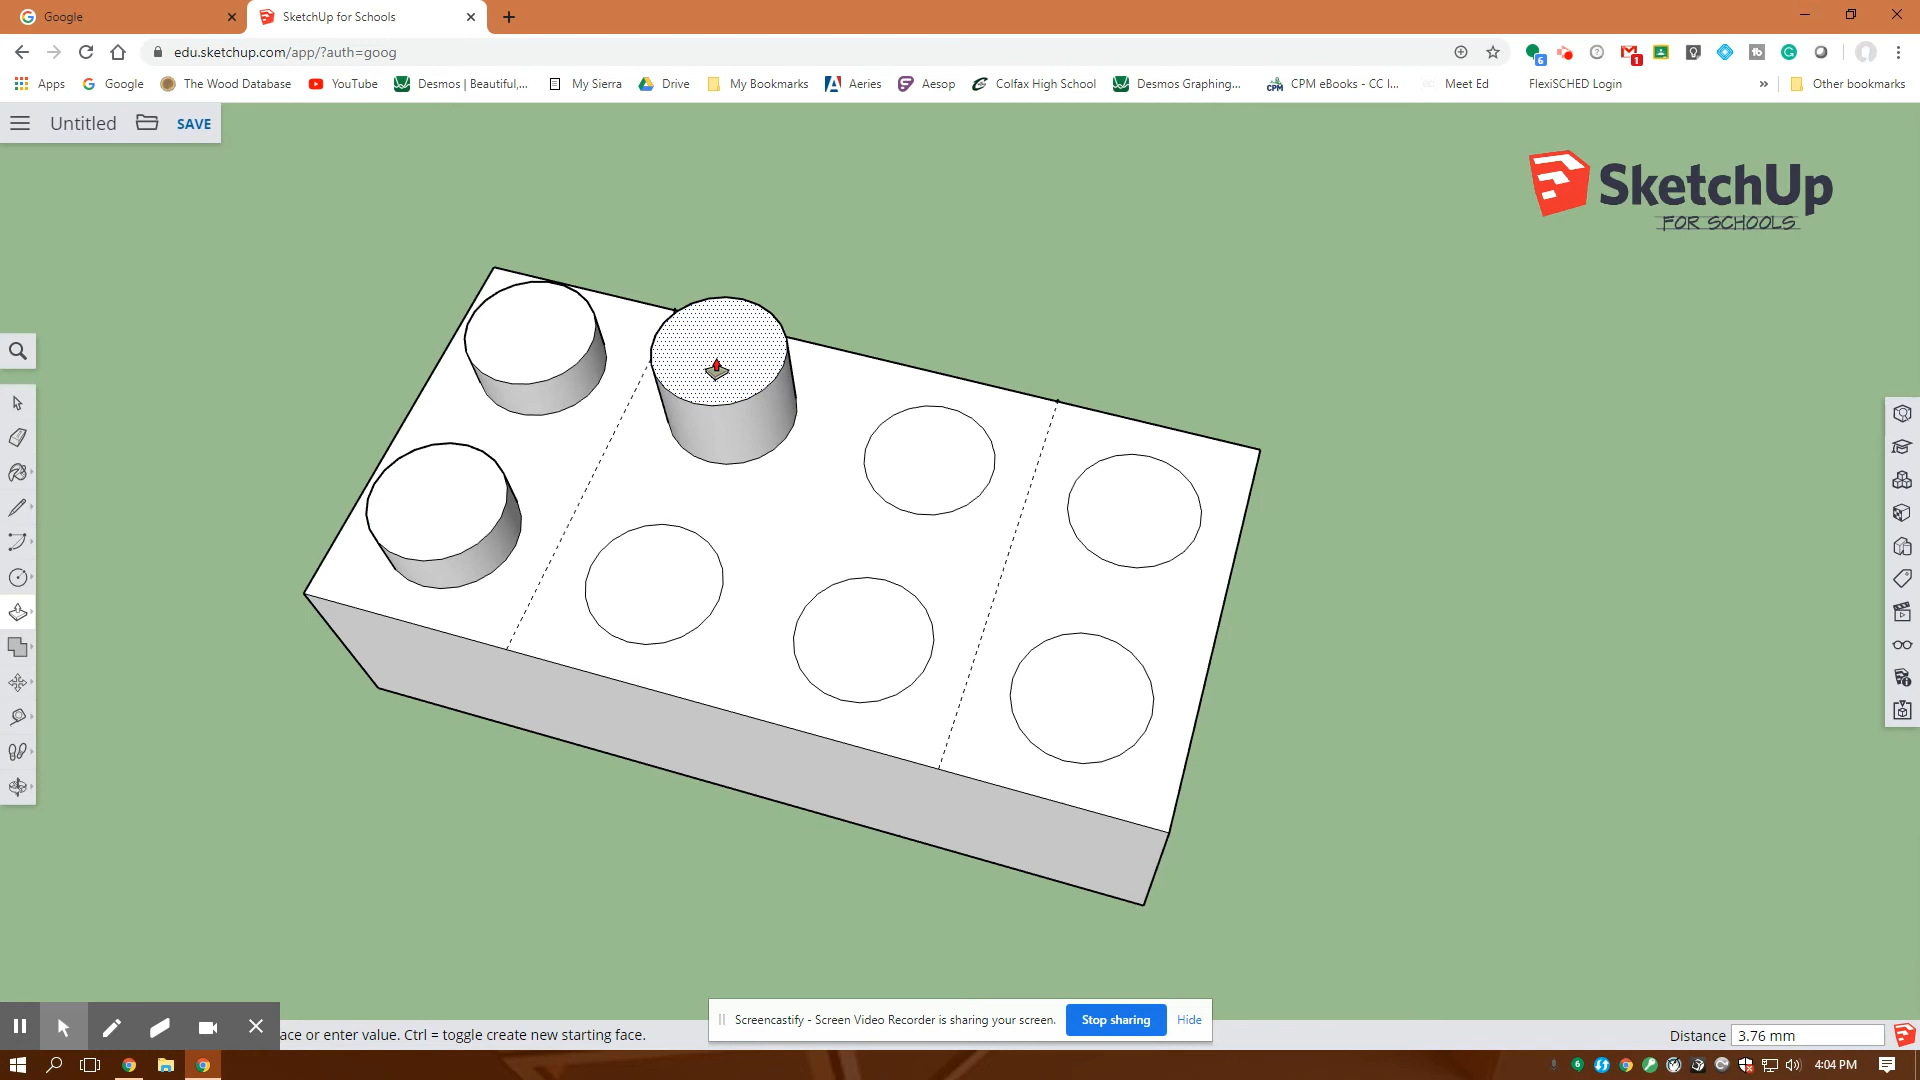 Google
SketchUp for Schools
edu.sketchup.com/app/?auth=goog
6
1
Apps
Google
The Wood Database
YouTube
Desmos | Beautiful,...
My Sierra
Drive
My Bookmarks
Aeries
Aesop
Colfax High School
Desmos Graphing...
CPM eBooks - CC I...
Meet Ed
FlexiSCHED Login
»
Other bookmarks
Untitled
SAVE
SketchUp
FOR SCHOOLS
Screencastify - Screen Video Recorder is sharing your screen.
Stop sharing
Hide
ace or enter value. Ctrl = toggle create new starting face.
Distance
3.76 mm
4:04 PM